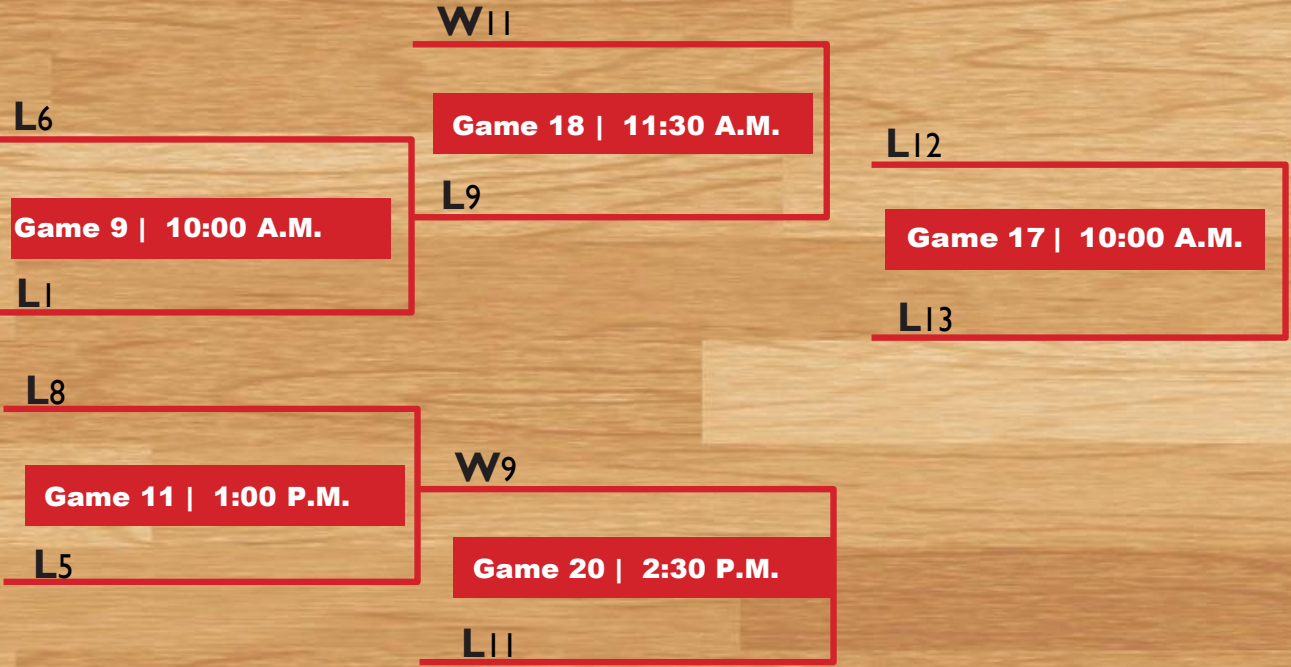 W11
L6
Game 18 | 11:30 A.M.
L12
L9
Game 9 | 10:00 A.M.
Game 17 | 10:00 A.M.
L1
L13
L8
W9
Game 11 | 1:00 P.M.
L5
Game 20 | 2:30 P.M.
L11